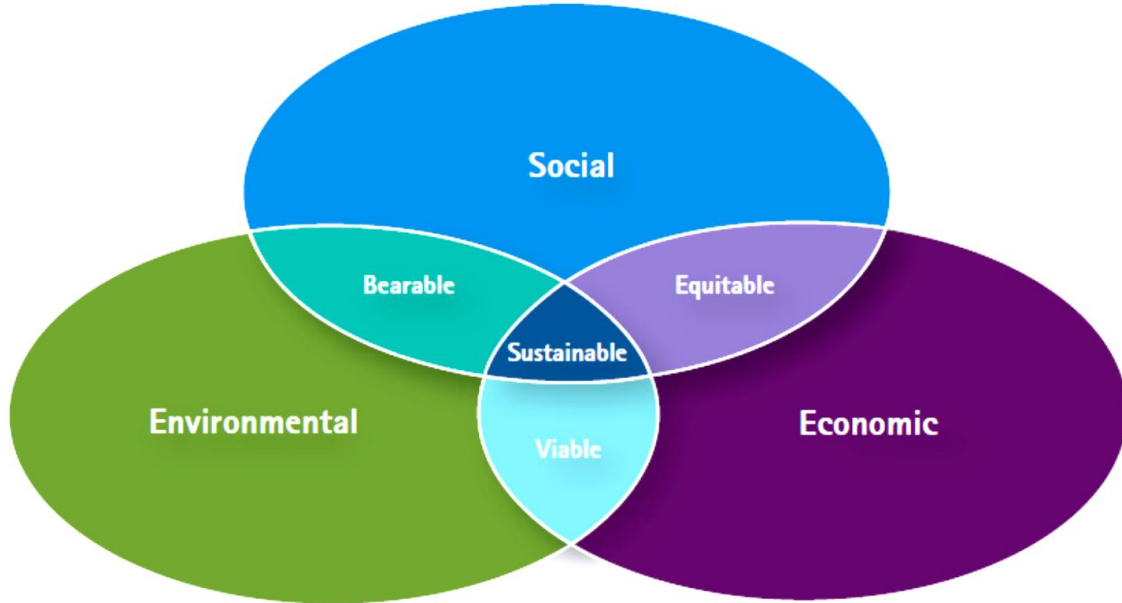 Social
Bearable
Equitable
Sustainable
Environmental
Economic
Viable